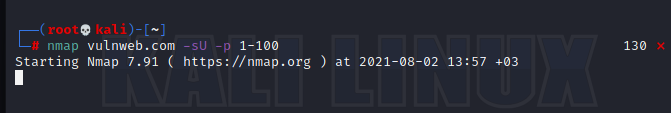 ┌──(root💀kali)-[~]
└─# nmap vulnweb.com -sU -p 1-100 130 ⨯
Starting Nmap 7.91 ( https://nmap.org ) at 2021-08-02 13:57 +03
KALI LINUX